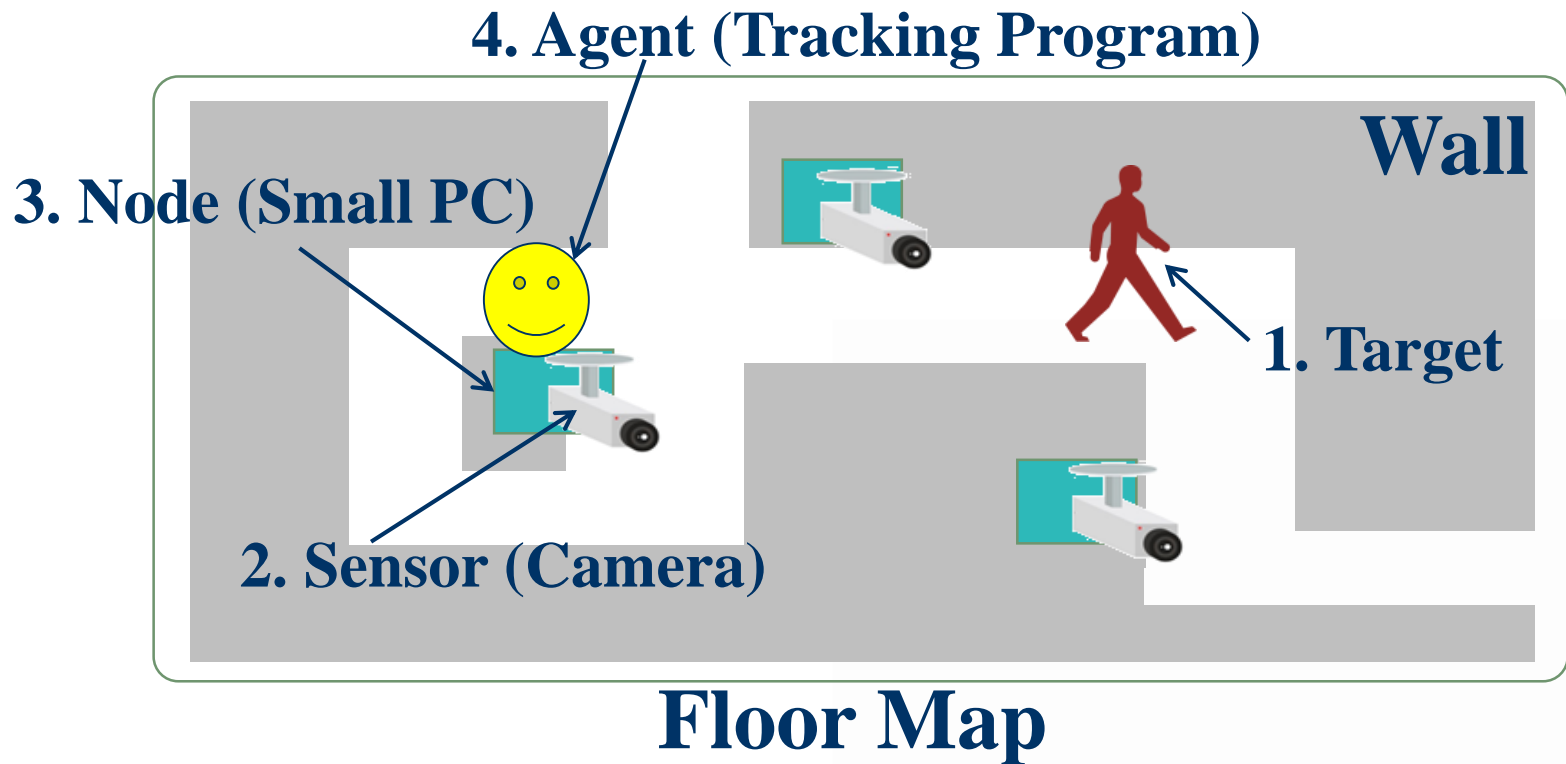 4. Agent (Tracking Program)
Wall
3. Node (Small PC)
1. Target
2. Sensor (Camera)
Floor Map